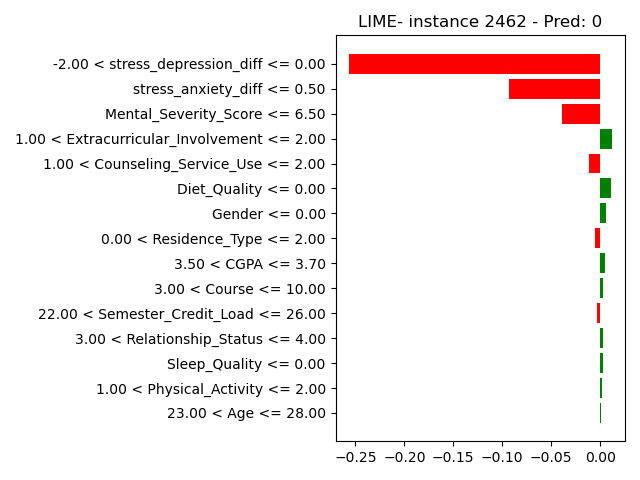 LIME- instance 2462 - Pred: 0
-2.00 < stress_depression_diff <= 0.00
stress_anxiety_diff <= 0.50
Mental_Severity_Score <= 6.50
1.00 < Extracurricular_Involvement <= 2.00
1.00 < Counseling_Service_Use <= 2.00
Diet_Quality <= 0.00
Gender <= 0.00
0.00 < Residence_Type <= 2.00
3.50 < CGPA <= 3.70
3.00 < Course <= 10.00
22.00 < Semester_Credit_Load <= 26.00
3.00 < Relationship_Status <= 4.00
Sleep_Quality <= 0.00
1.00 < Physical_Activity <= 2.00
23.00 < Age <= 28.00
−0.25 −0.20 −0.15 −0.10 −0.05 0.00